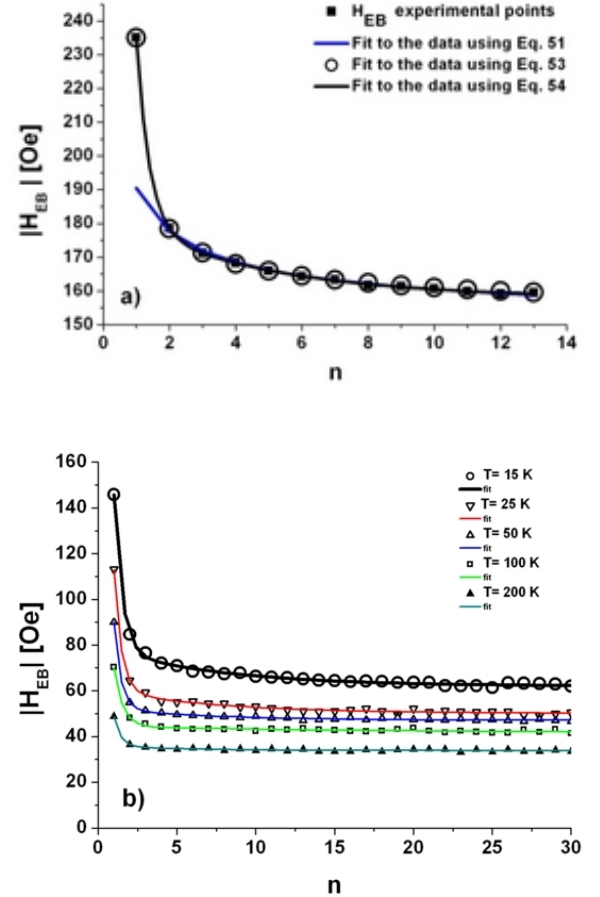 240
230
220
210
200
190
180
170
160
150
|H_EB| [Oe]
H_EB experimental points
Fit to the data using Eq. 51
Fit to the data using Eq. 53
Fit to the data using Eq. 54
a)
0 2 4 6 8 10 12 14
n
160
140
120
100
80
60
40
20
0
|H_EB| [Oe]
T= 15 K
fit
T= 25 K
fit
T= 50 K
fit
T= 100 K
fit
T= 200 K
fit
b)
0 5 10 15 20 25 30
n